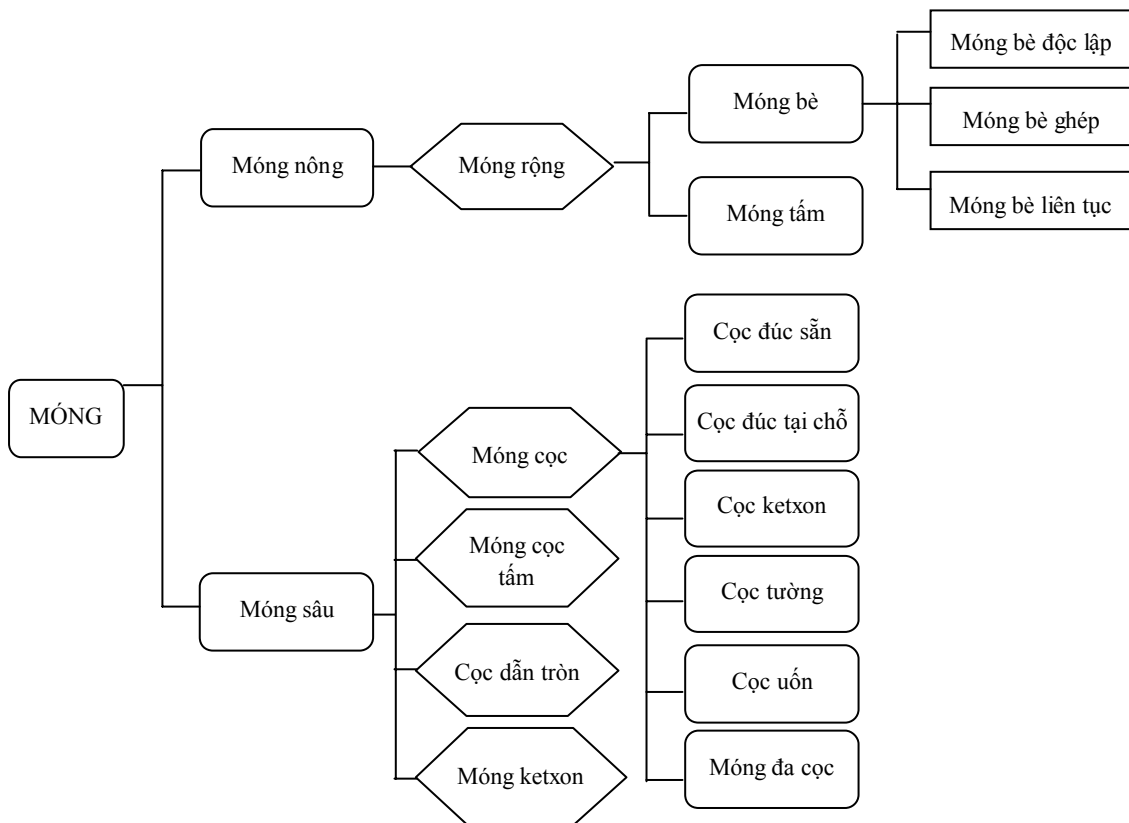 MÓNG
Móng nông
Móng rộng
Móng bè
Móng bè độc lập
Móng bè ghép
Móng bè liên tục
Móng tấm
Móng sâu
Móng cọc
Cọc đúc sẵn
Cọc đúc tại chỗ
Cọc ketxon
Cọc tường
Cọc uốn
Móng đa cọc
Móng cọc
tấm
Cọc dẫn tròn
Móng ketxon